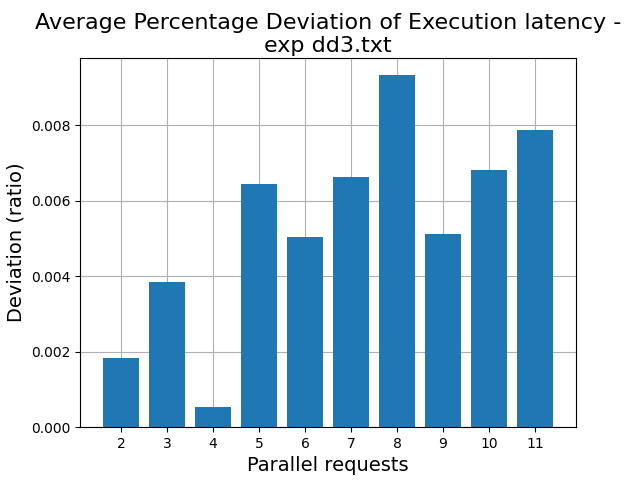 Average Percentage Deviation of Execution latency -
exp dd3.txt
Deviation (ratio)
0.008
0.006
0.004
0.002
0.000
2 3 4 5 6 7 8 9 10 11
Parallel requests